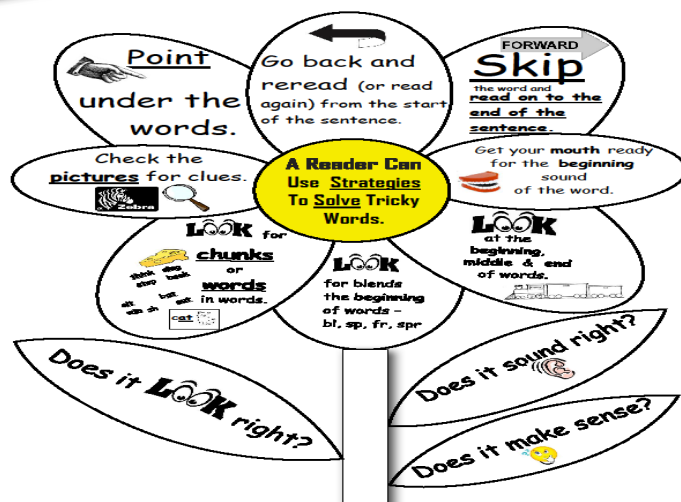 Point
under the
words.
Go back and
reread (or read
again) from the start
of the sentence.
FORWARD
Skip
the word and
read on to the
end of the
sentence.
Check the
pictures for clues.
Zebra
A Reader Can
Use Strategies
To Solve Tricky
Words.
Get your mouth ready
for the beginning
sound
of the word.
LOOK for
chunks
or
words
in words.
cat
LOOK
for blends
the beginning
of words –
bl, sp, fr, spr
LOOK
at the
beginning,
middle & end
of words.
Does it LOOK right?
Does it sound right?
Does it make sense?